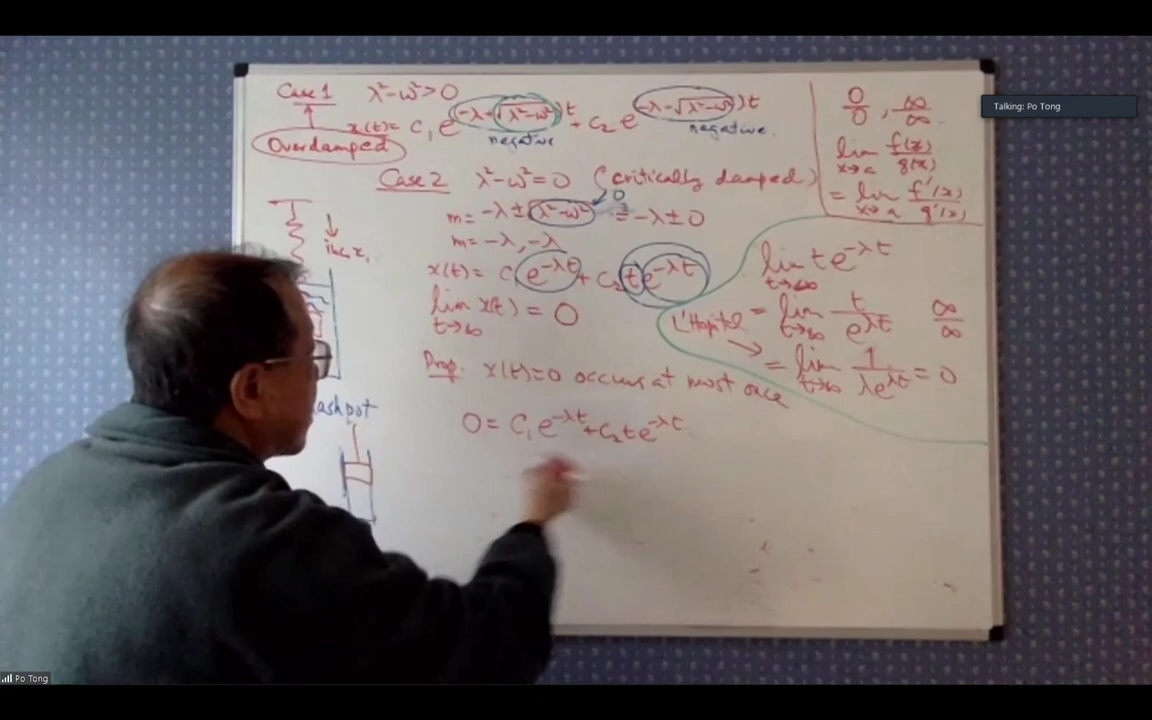 Case 1 λ²-ω²>0
x(t)= C₁e^(-λ+√(λ²-ω²))t + C₂e^(-λ-√(λ²-ω²))t
negative negative.
Overdamped
Case 2 λ²-ω²=0 (critically damped)
0
m= -λ±√(λ²-ω²) = -λ±0
m= -λ, -λ
x(t)= C₁e^-λt + C₂te^-λt
lim x(t) = 0
t→∞
Prop. x(t)=0 occurs at most once
0= C₁e^-λt + C₂te^-λt
0/0, ∞/∞
lim f(x)/g(x)
x→a
= lim f'(x)/g'(x)
x→a
lim te^-λt
t→∞
L'Hopital = lim t/e^λt ∞/∞
t→∞
→ = lim 1/λe^λt = 0
t→∞
Talking: Po Tong
Po Tong